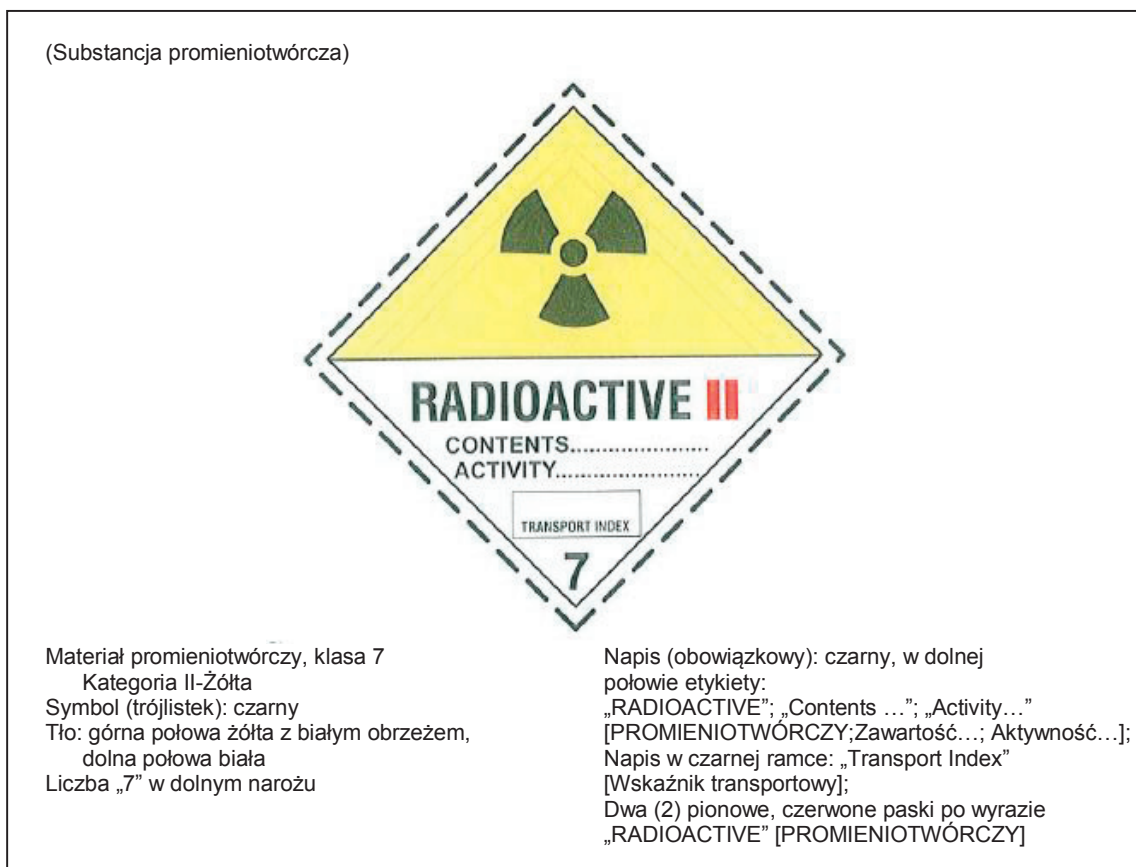 (Substancja promieniotwórcza)
RADIOACTIVE II
CONTENTS......................
ACTIVITY........................
TRANSPORT INDEX
7
Materiał promieniotwórczy, klasa 7
Kategoria II-Żółta
Symbol (trójlistek): czarny
Tło: górna połowa żółta z białym obrzeżem,
dolna połowa biała
Liczba „7” w dolnym narożu
Napis (obowiązkowy): czarny, w dolnej
połowie etykiety:
„RADIOACTIVE”; „Contents …”; „Activity…”
[PROMIENIOTWÓRCZY;Zawartość…; Aktywność…];
Napis w czarnej ramce: „Transport Index”
[Wskaźnik transportowy];
Dwa (2) pionowe, czerwone paski po wyrazie
„RADIOACTIVE” [PROMIENIOTWÓRCZY]